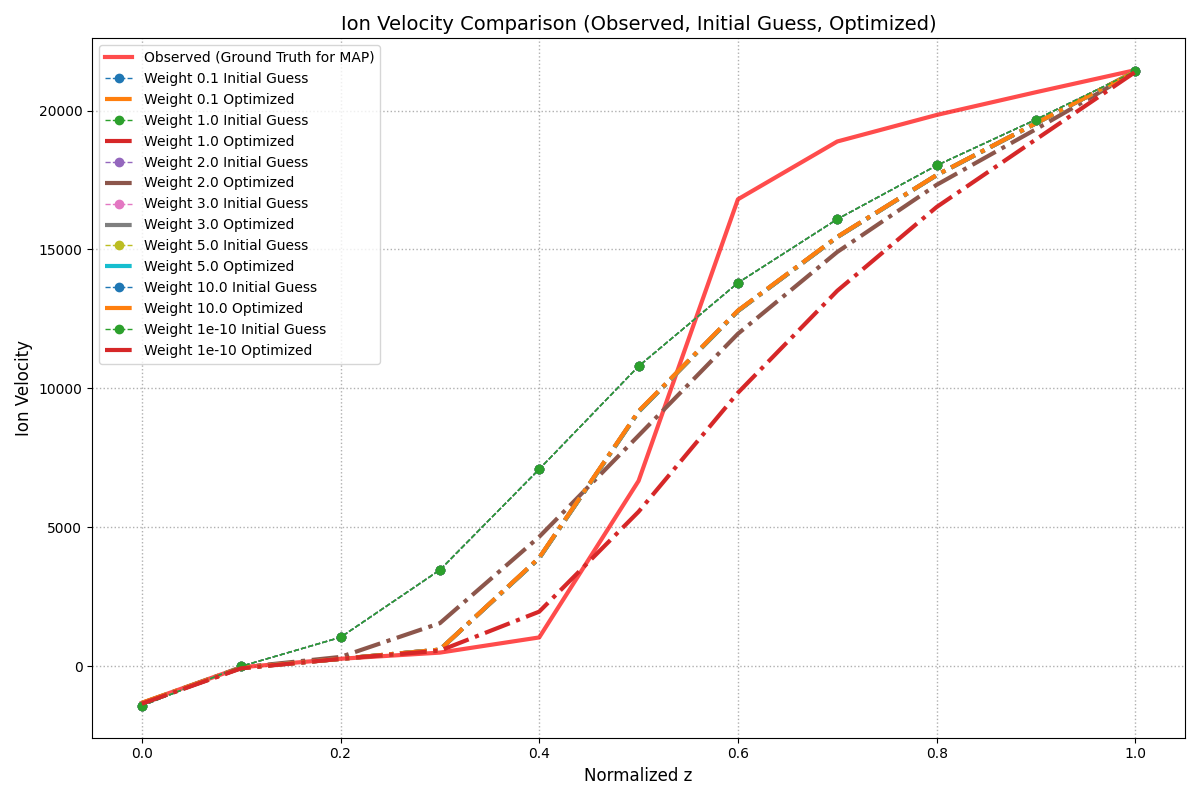 Ion Velocity Comparison (Observed, Initial Guess, Optimized)
Observed (Ground Truth for MAP)
Weight 0.1 Initial Guess
Weight 0.1 Optimized
Weight 1.0 Initial Guess
Weight 1.0 Optimized
Weight 2.0 Initial Guess
Weight 2.0 Optimized
Weight 3.0 Initial Guess
Weight 3.0 Optimized
Weight 5.0 Initial Guess
Weight 5.0 Optimized
Weight 10.0 Initial Guess
Weight 10.0 Optimized
Weight 1e-10 Initial Guess
Weight 1e-10 Optimized
Ion Velocity
20000
15000
10000
5000
0
0.0 0.2 0.4 0.6 0.8 1.0
Normalized z